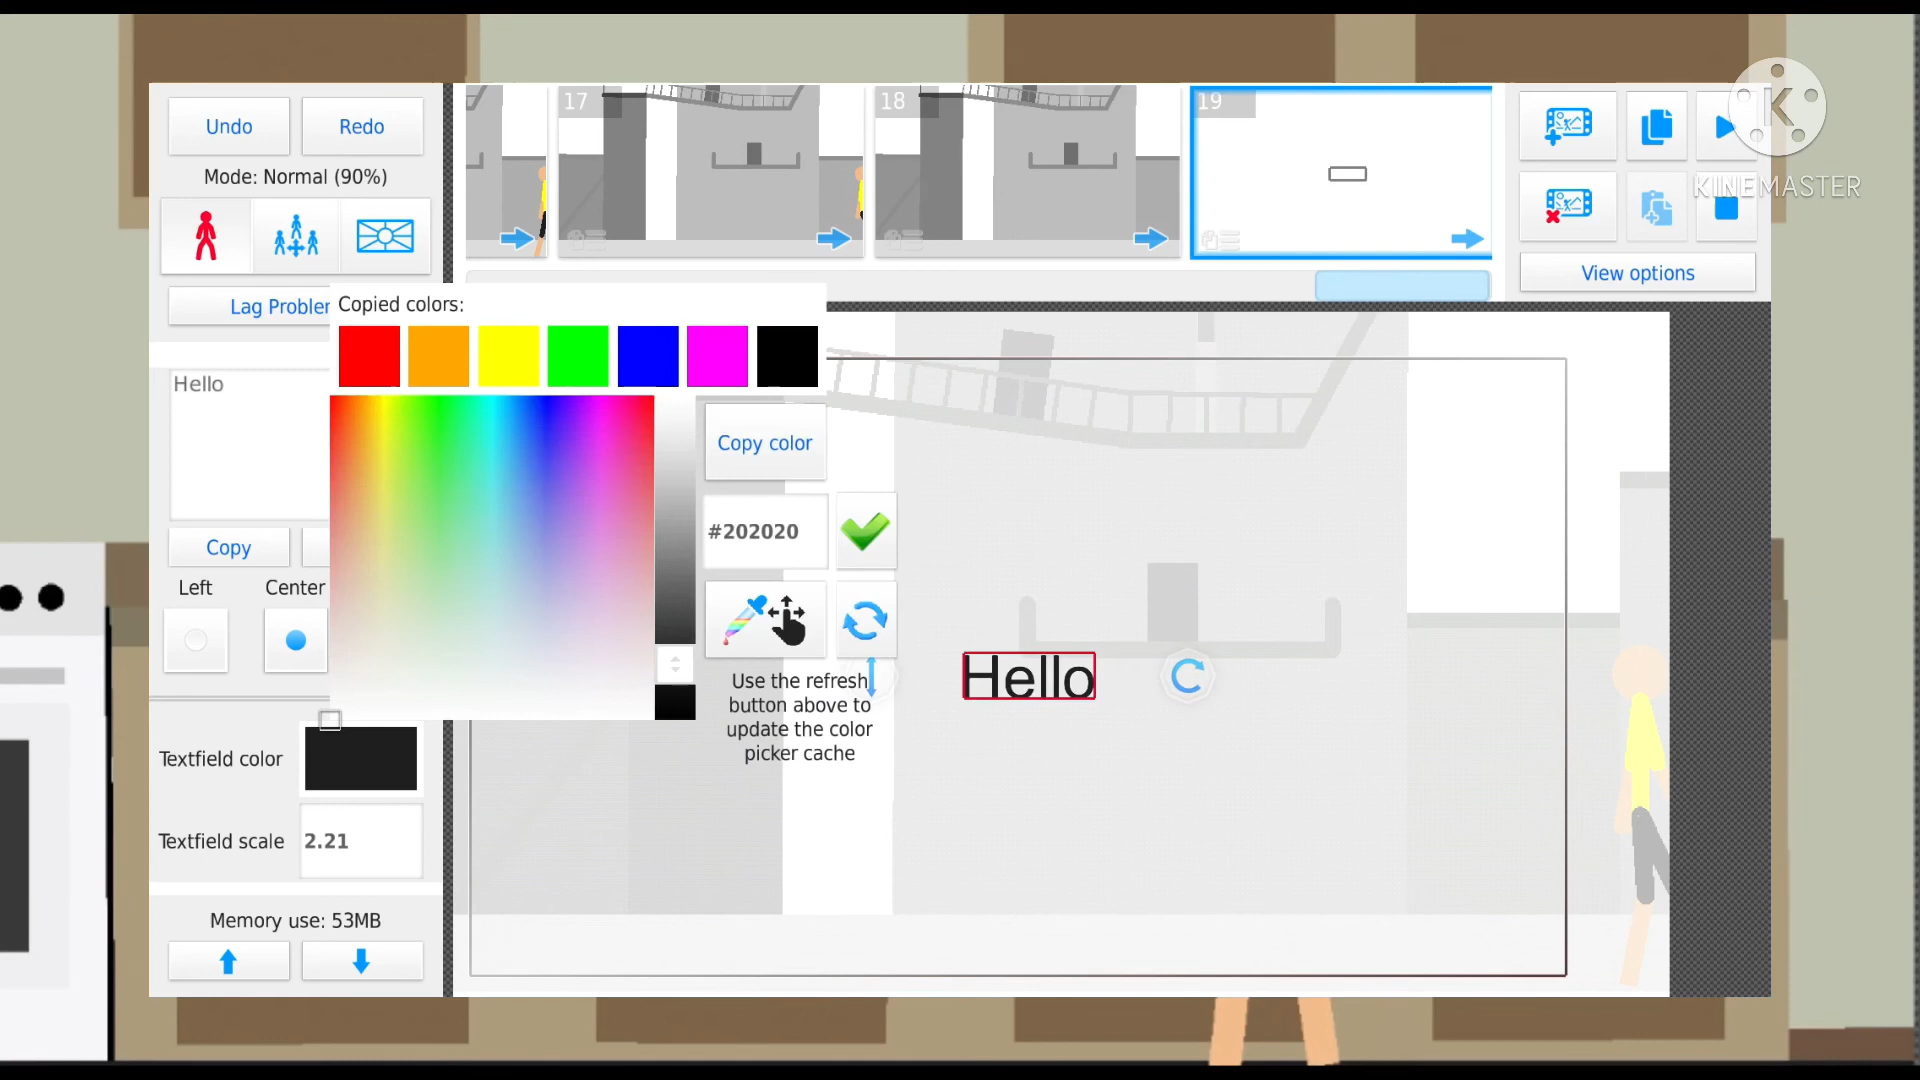 Undo
Redo
Mode: Normal (90%)
17
18
19
KINEMASTER
View options
Lag Problem
Copied colors:
Hello
Copy color
#202020
Copy
Left
Center
Use the refresh
button above to
update the color
picker cache
Hello
Textfield color
Textfield scale
2.21
Memory use: 53MB